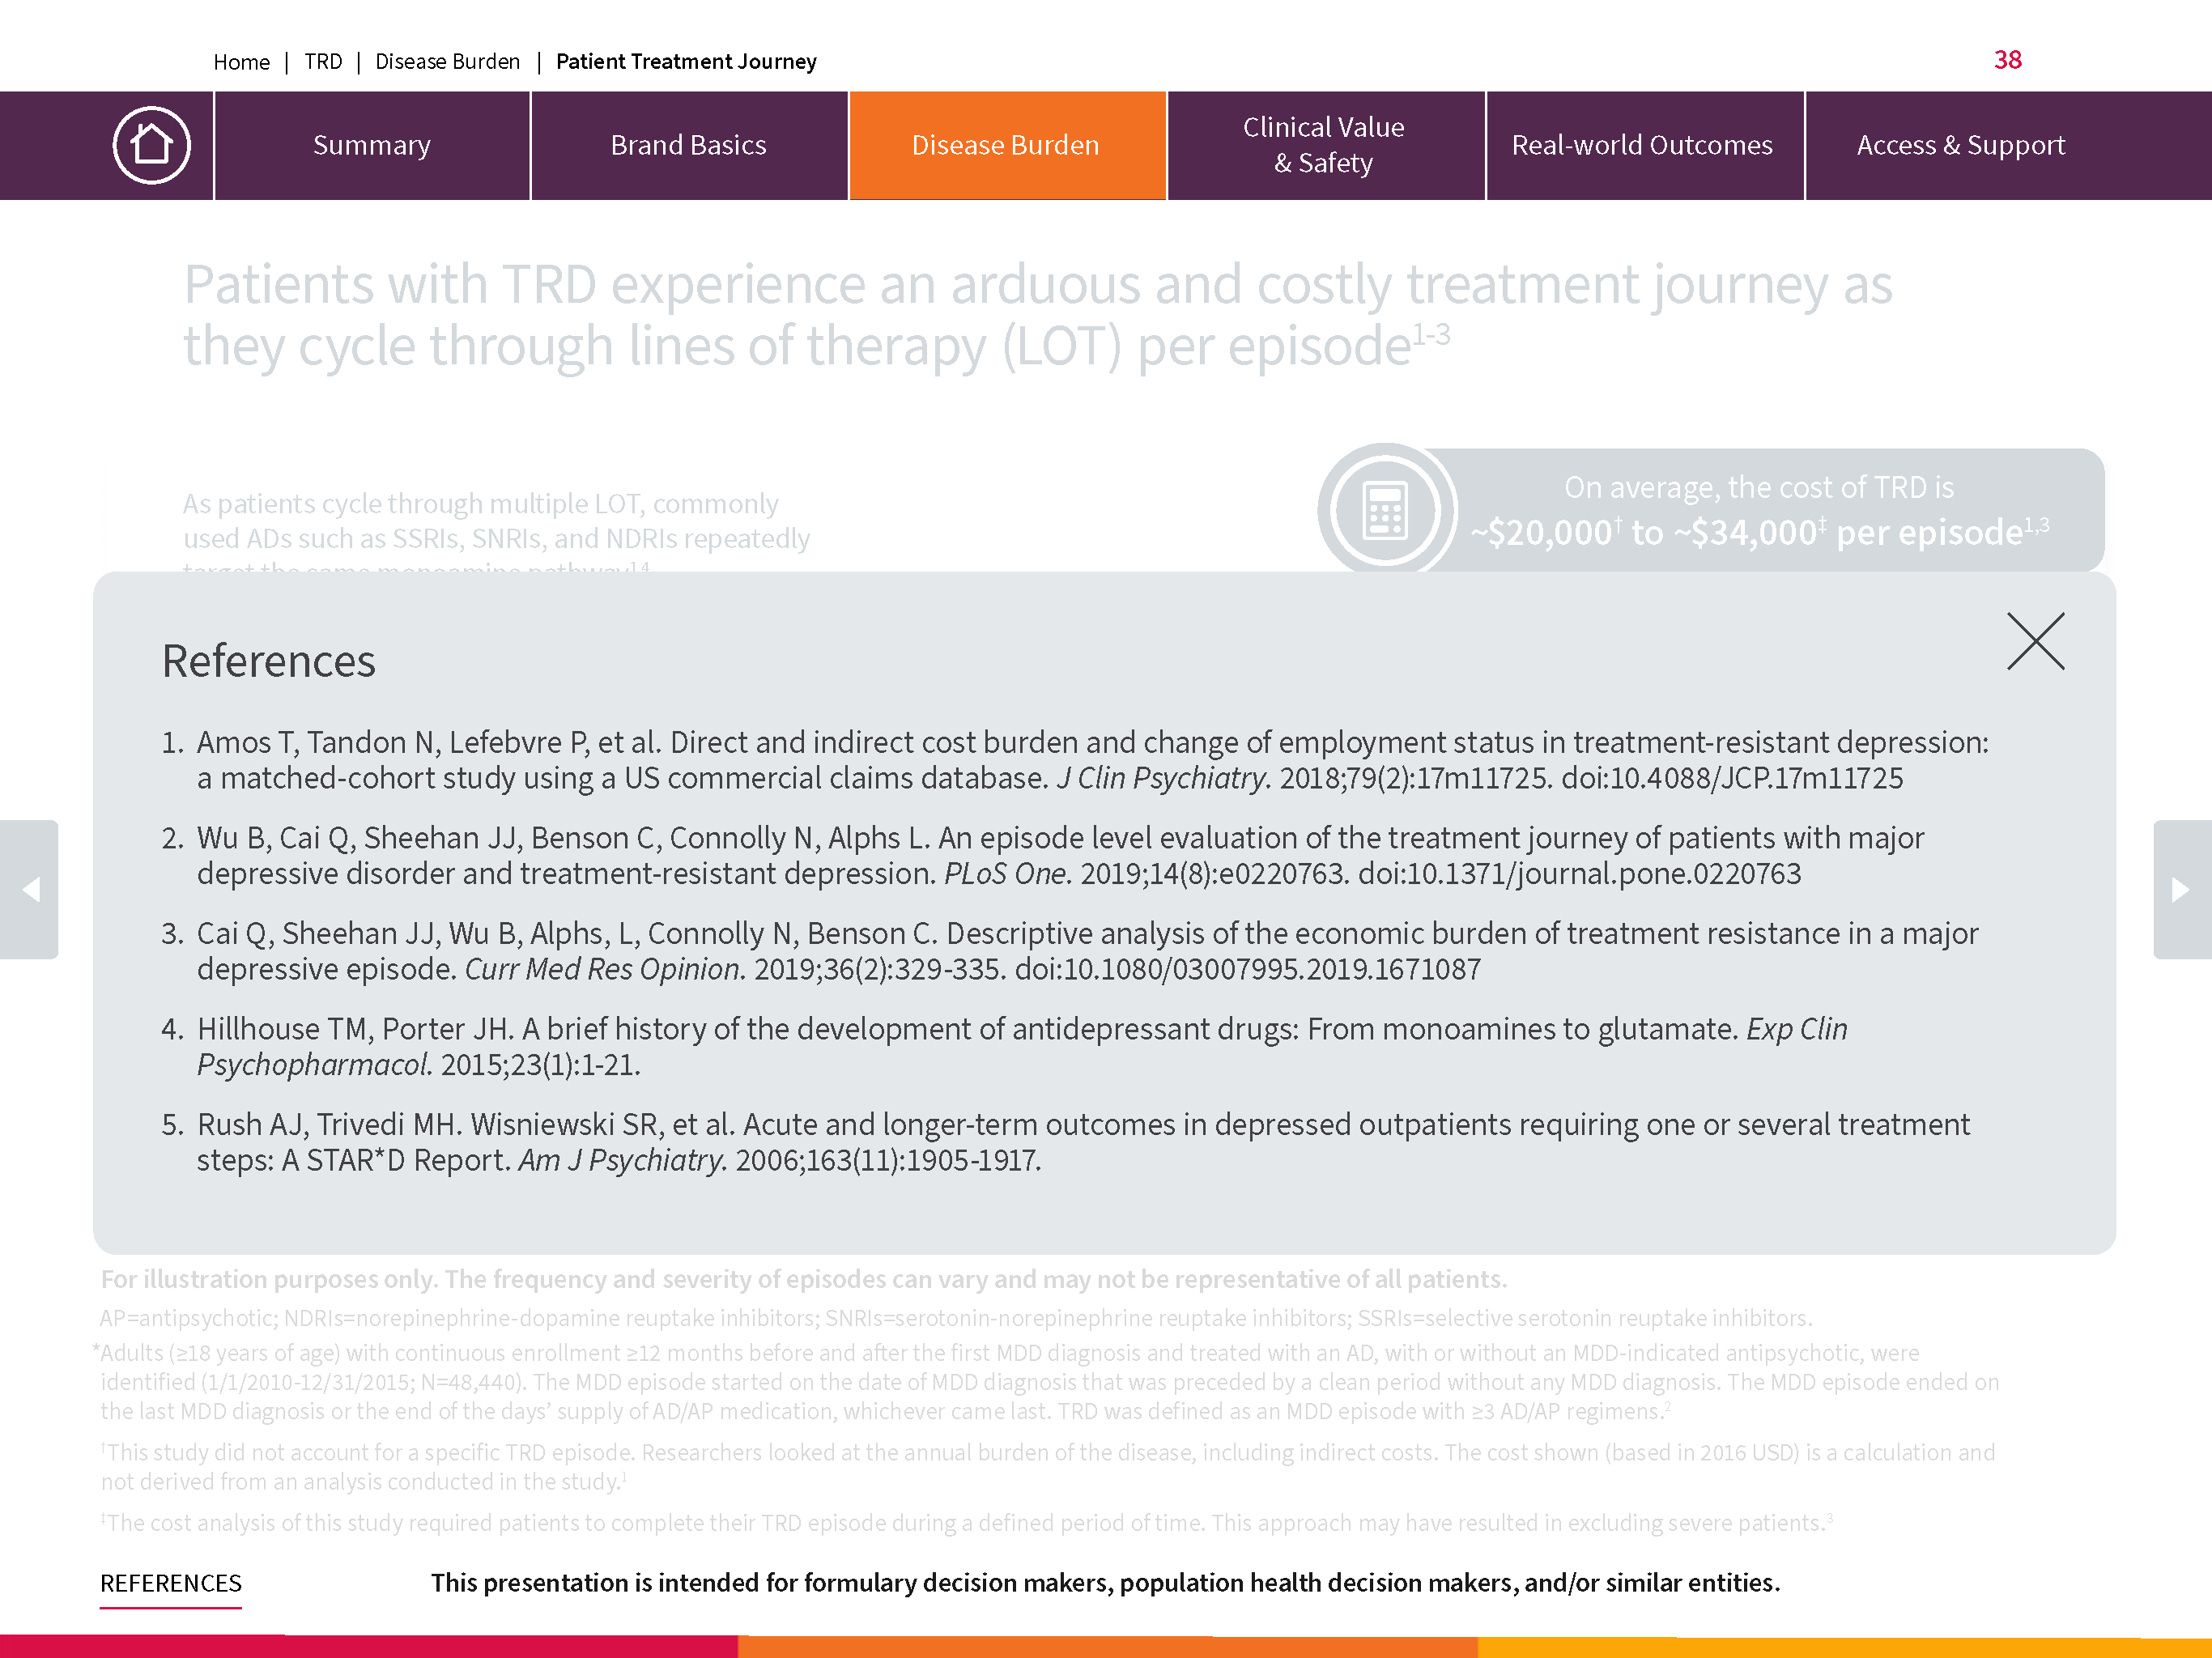 Home | TRD | Disease Burden | Patient Treatment Journey
38
Summary
Brand Basics
Disease Burden
Clinical Value
& Safety
Real-world Outcomes
Access & Support
Patients with TRD experience an arduous and costly treatment journey as
they cycle through lines of therapy (LOT) per episode1-3
As patients cycle through multiple LOT, commonly
used ADs such as SSRIs, SNRIs, and NDRIs repeatedly
target the same monoamine pathway1,4
On average, the cost of TRD is
~$20,000† to ~$34,000‡ per episode1,3
References
1. Amos T, Tandon N, Lefebvre P, et al. Direct and indirect cost burden and change of employment status in treatment-resistant depression:
a matched-cohort study using a US commercial claims database. J Clin Psychiatry. 2018;79(2):17m11725. doi:10.4088/JCP.17m11725
2. Wu B, Cai Q, Sheehan JJ, Benson C, Connolly N, Alphs L. An episode level evaluation of the treatment journey of patients with major
depressive disorder and treatment-resistant depression. PLoS One. 2019;14(8):e0220763. doi:10.1371/journal.pone.0220763
3. Cai Q, Sheehan JJ, Wu B, Alphs, L, Connolly N, Benson C. Descriptive analysis of the economic burden of treatment resistance in a major
depressive episode. Curr Med Res Opinion. 2019;36(2):329-335. doi:10.1080/03007995.2019.1671087
4. Hillhouse TM, Porter JH. A brief history of the development of antidepressant drugs: From monoamines to glutamate. Exp Clin
Psychopharmacol. 2015;23(1):1-21.
5. Rush AJ, Trivedi MH. Wisniewski SR, et al. Acute and longer-term outcomes in depressed outpatients requiring one or several treatment
steps: A STAR*D Report. Am J Psychiatry. 2006;163(11):1905-1917.
For illustration purposes only. The frequency and severity of episodes can vary and may not be representative of all patients.
AP=antipsychotic; NDRIs=norepinephrine-dopamine reuptake inhibitors; SNRIs=serotonin-norepinephrine reuptake inhibitors; SSRIs=selective serotonin reuptake inhibitors.
*Adults (≥18 years of age) with continuous enrollment ≥12 months before and after the first MDD diagnosis and treated with an AD, with or without an MDD-indicated antipsychotic, were
identified (1/1/2010-12/31/2015; N=48,440). The MDD episode started on the date of MDD diagnosis that was preceded by a clean period without any MDD diagnosis. The MDD episode ended on
the last MDD diagnosis or the end of the days' supply of AD/AP medication, whichever came last. TRD was defined as an MDD episode with ≥3 AD/AP regimens.2
†This study did not account for a specific TRD episode. Researchers looked at the annual burden of the disease, including indirect costs. The cost shown (based in 2016 USD) is a calculation and
not derived from an analysis conducted in the study.1
‡The cost analysis of this study required patients to complete their TRD episode during a defined period of time. This approach may have resulted in excluding severe patients.3
REFERENCES
This presentation is intended for formulary decision makers, population health decision makers, and/or similar entities.